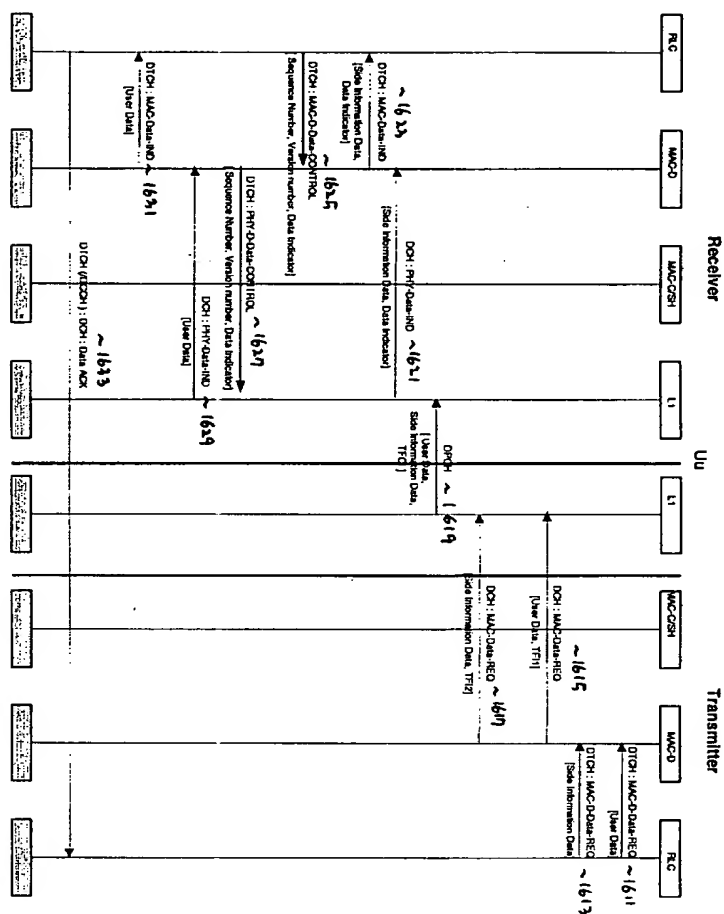 Receiver
Uu
Transmitter
RLC
MAC-D
MAC-C/SH
L1
L1
MAC-C/SH
MAC-D
RLC
DTCH : MAC-D-Data-REQ ~1611
[User Data]
DTCH : MAC-D-Data-REQ ~1613
[Side Information Data]
DCH : MAC-Data-REQ ~1615
[User Data, TFI1]
DCH : MAC-Data-REQ ~1617
[Side Information Data, TFI2]
DPCH ~1619
[User Data,
Side Information Data,
TFCI]
DCH : PHY-Data-IND ~1621
[Side Information Data, Data Indicator]
~1623
DTCH : MAC-Data-IND
[Side Information Data,
Data Indicator]
~1625
DTCH : MAC-D-Data-CONTROL
[Sequence Number, Version number, Data Indicator]
DTCH : PHY-D-Data-CONTROL ~1627
[Sequence Number, Version number, Data Indicator]
DCH : PHY-Data-IND ~1629
[User Data]
DTCH : MAC-Data-IND ~1631
[User Data]
~1633
DTCH (/DCCH) : DCH : Data ACK